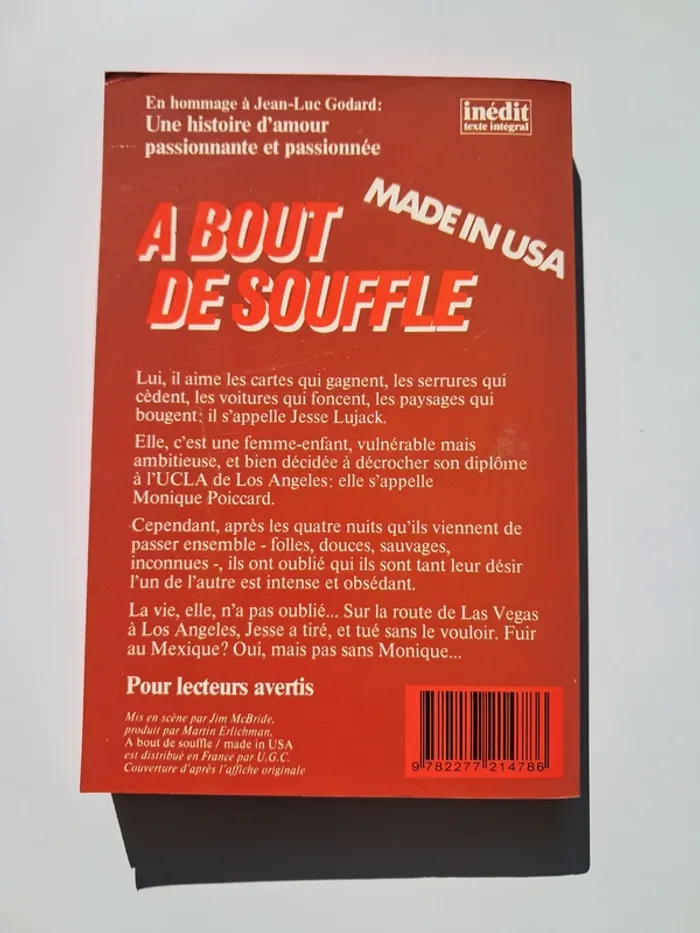 En hommage à Jean-Luc Godard:
Une histoire d'amour
passionnante et passionnée
inédit
texte intégral
A BOUT
DE SOUFFLE
MADE IN USA
Lui, il aime les cartes qui gagnent, les serrures qui
cèdent, les voitures qui foncent, les paysages qui
bougent: il s'appelle Jesse Lujack.
Elle, c'est une femme-enfant, vulnérable mais
ambitieuse, et bien décidée à décrocher son diplôme
à l'UCLA de Los Angeles: elle s'appelle
Monique Poiccard.
Cependant, après les quatre nuits qu'ils viennent de
passer ensemble - folles, douces, sauvages,
inconnues -, ils ont oublié qui ils sont tant leur désir
l'un de l'autre est intense et obsédant.
La vie, elle, n'a pas oublié... Sur la route de Las Vegas
à Los Angeles, Jesse a tiré, et tué sans le vouloir. Fuir
au Mexique? Oui, mais pas sans Monique...
Pour lecteurs avertis
Mis en scène par Jim McBride,
produit par Martin Erlichman,
A bout de souffle / made in USA
est distribué en France par U.G.C.
Couverture d'après l'affiche originale
9 782277 214786